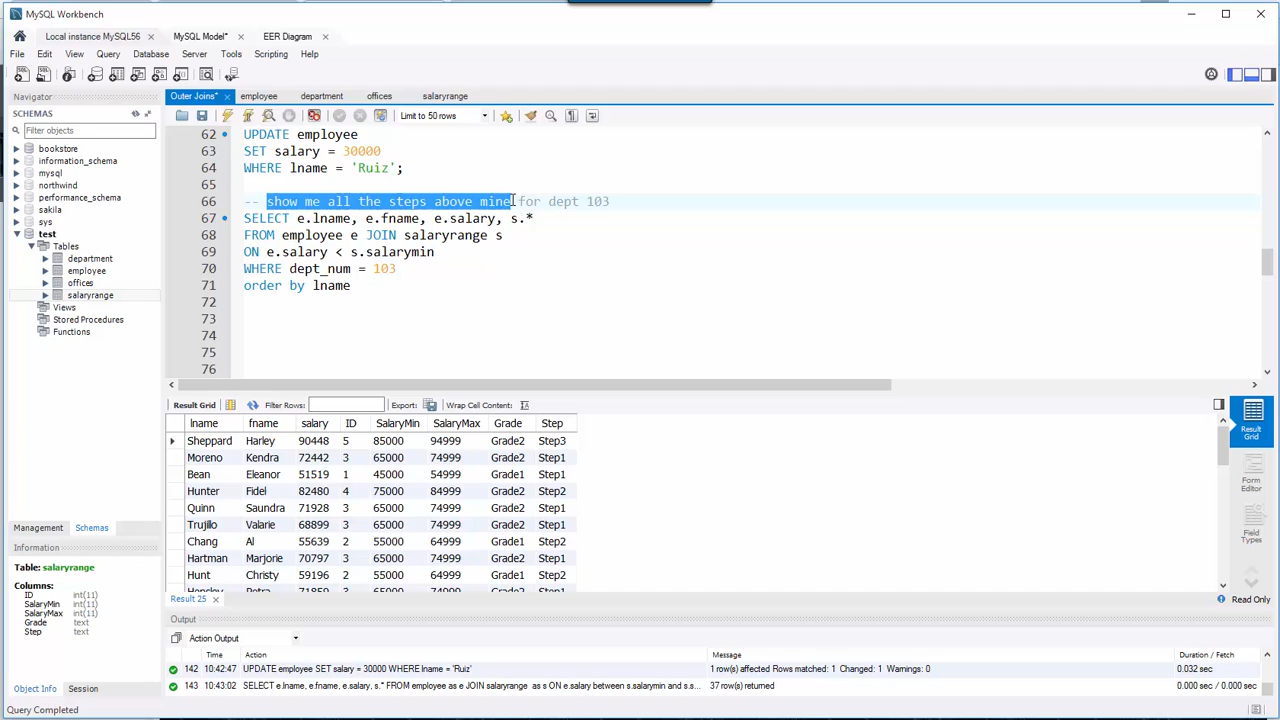 MySQL Workbench
Local instance MySQL56 MySQL Model* EER Diagram
File Edit View Query Database Server Tools Scripting Help
Navigator
SCHEMAS
Filter objects
bookstore
information_schema
mysql
northwind
performance_schema
sakila
sys
test
Tables
department
employee
offices
salaryrange
Views
Stored Procedures
Functions
Management Schemas
Information
Table: salaryrange
Columns:
ID int(11)
SalaryMin int(11)
SalaryMax int(11)
Grade text
Step text
Object Info Session
Query Completed
Outer Joins* employee department offices salaryrange
Limit to 50 rows
62 UPDATE employee
63 SET salary = 30000
64 WHERE lname = 'Ruiz';
65
66 -- show me all the steps above mine for dept 103
67 SELECT e.lname, e.fname, e.salary, s.*
68 FROM employee e JOIN salaryrange s
69 ON e.salary < s.salarymin
70 WHERE dept_num = 103
71 order by lname
72
73
74
75
76
Result Grid Filter Rows: Export: Wrap Cell Content:
lname fname salary ID SalaryMin SalaryMax Grade Step
Sheppard Harley 90448 5 85000 94999 Grade2 Step3
Moreno Kendra 72442 3 65000 74999 Grade2 Step1
Bean Eleanor 51519 1 45000 54999 Grade1 Step1
Hunter Fidel 82480 4 75000 84999 Grade2 Step2
Quinn Saundra 71928 3 65000 74999 Grade2 Step1
Trujillo Valarie 68899 3 65000 74999 Grade2 Step1
Chang Al 55639 2 55000 64999 Grade1 Step2
Hartman Marjorie 70797 3 65000 74999 Grade2 Step1
Hunt Christy 59196 2 55000 64999 Grade1 Step2
Hensley Petra 71859 3 65000 74999 Grade2 Step1
Result Grid
Form Editor
Field Types
Result 25
Read Only
Output
Action Output
Time Action Message Duration / Fetch
142 10:42:47 UPDATE employee SET salary = 30000 WHERE lname = 'Ruiz' 1 row(s) affected Rows matched: 1 Changed: 1 Warnings: 0 0.032 sec
143 10:43:02 SELECT e.lname, e.fname, e.salary, s.* FROM employee as e JOIN salaryrange as s ON e.salary between s.salarymin and s.s... 37 row(s) returned 0.000 sec / 0.000 sec